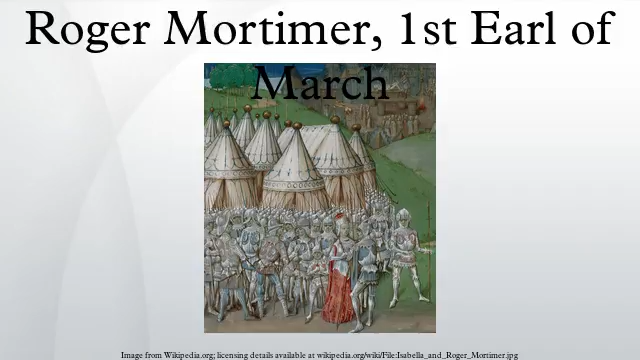 Roger Mortimer, 1st Earl of
March
Image from Wikipedia.org; licensing details available at wikipedia.org/wiki/File:Isabella_and_Roger_Mortimer.jpg